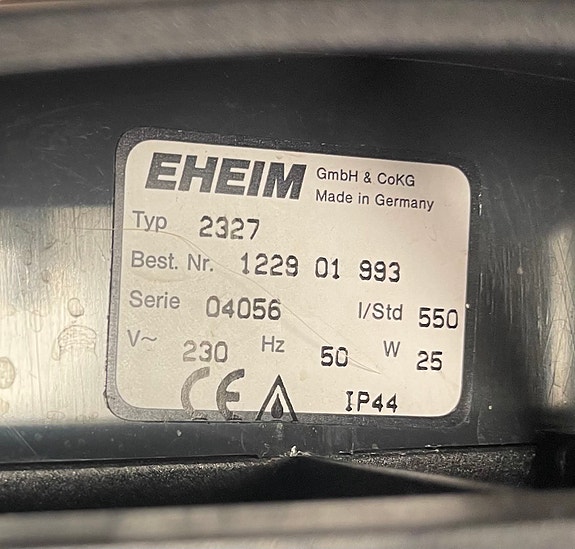 EHEIM GmbH & CoKG
Made in Germany
Typ 2327
Best. Nr. 1229 01 993
Serie 04056 l/Std 550
V~ 230 Hz 50 W 25
CE IP44